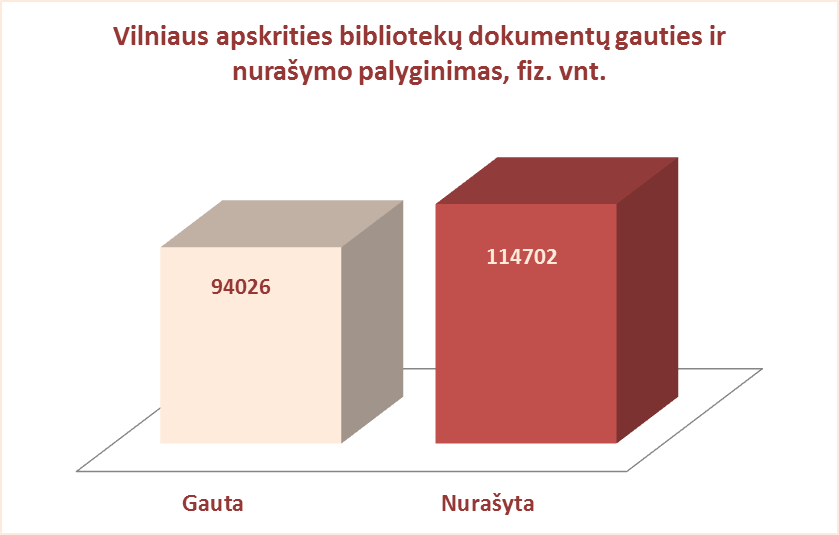 Vilniaus apskrities bibliotekų dokumentų gauties ir
nurašymo palyginimas, fiz. vnt.
94026
114702
Gauta
Nurašyta